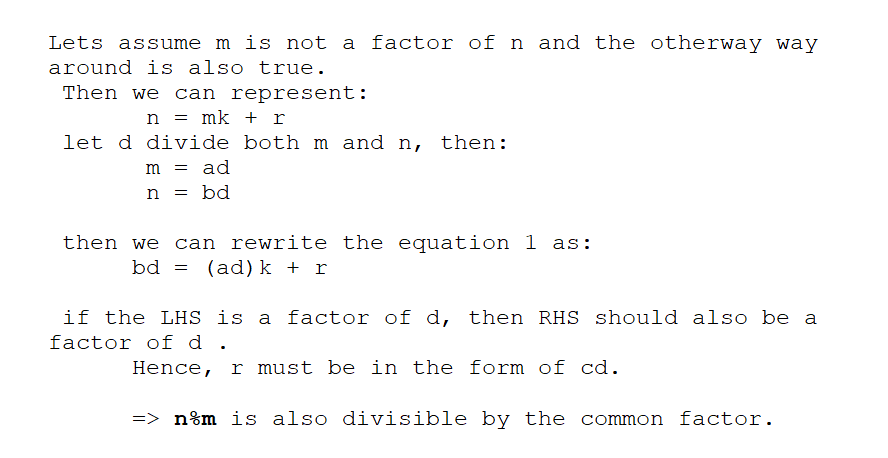 Lets assume m is not a factor of n and the otherway way
around is also true.
Then we can represent:
n = mk + r
let d divide both m and n, then:
m = ad
n = bd
then we can rewrite the equation 1 as:
bd = (ad)k + r
if the LHS is a factor of d, then RHS should also be a
factor of d .
Hence, r must be in the form of cd.
=> n%m is also divisible by the common factor.